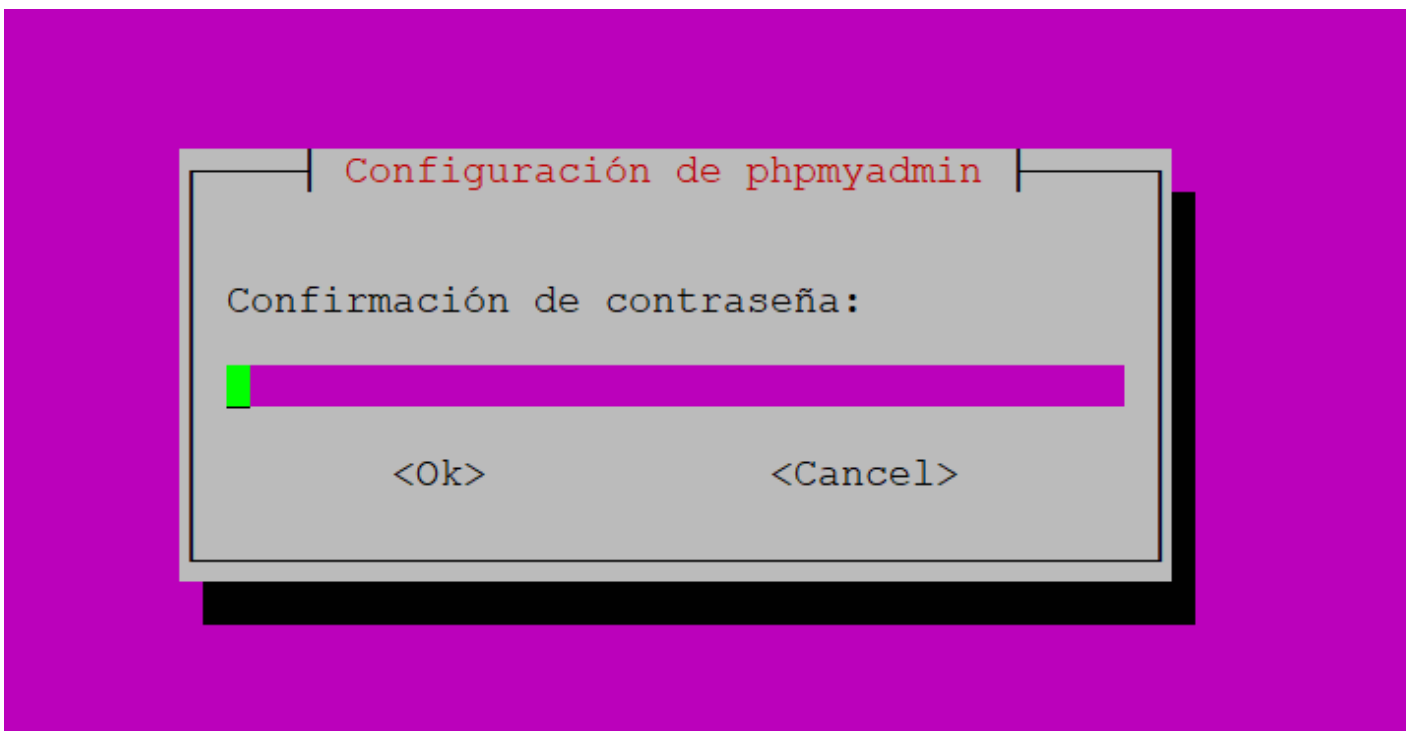 Configuración de phpmyadmin
Confirmación de contraseña:
<Ok> <Cancel>